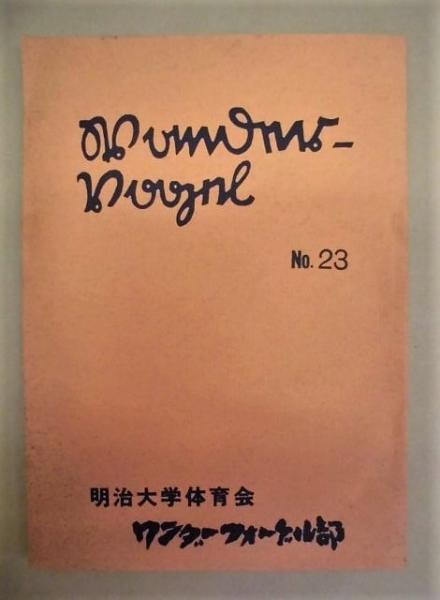 Wander-
Vogel
No. 23
明治大学体育会
ワンダーフォーゲル部